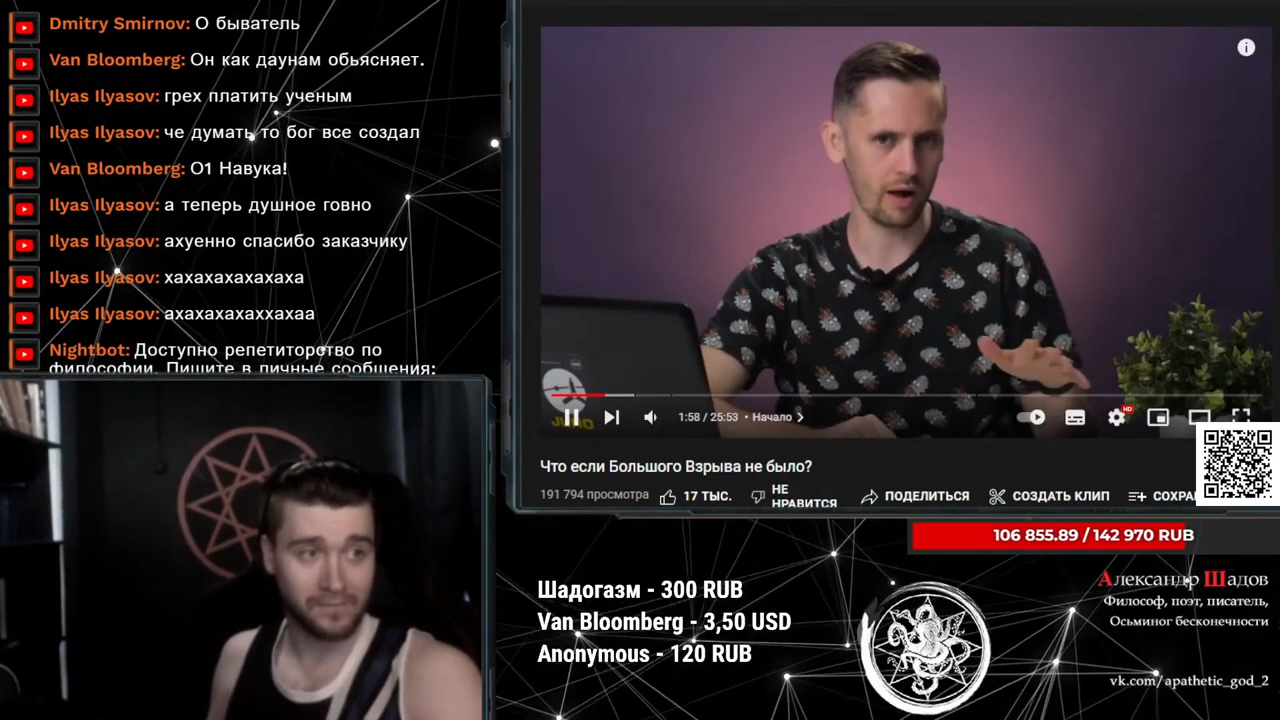 Dmitry Smirnov: О быватель
Van Bloomberg: Он как даунам обьясняет.
Ilyas Ilyasov: грех платить ученым
Ilyas Ilyasov: че думать то бог все создал
Van Bloomberg: О1 Навука!
Ilyas Ilyasov: а теперь душное говно
Ilyas Ilyasov: ахуенно спасибо заказчику
Ilyas Ilyasov: хахахахахахаха
Ilyas Ilyasov: ахахахахаххахаа
Nightbot: Доступно репетиторство по
философии. Пишите в личные сообщения:
1:58 / 25:53 • Начало
HD
Что если Большого Взрыва не было?
191 794 просмотра
17 ТЫС.
НЕ
НРАВИТСЯ
ПОДЕЛИТЬСЯ
СОЗДАТЬ КЛИП
106 855.89 / 142 970 RUB
Шадогазм - 300 RUB
Van Bloomberg - 3,50 USD
Anonymous - 120 RUB
Александр Шадов
Философ, поэт, писатель,
Осьминог бесконечности
vk.com/apathetic_god_2